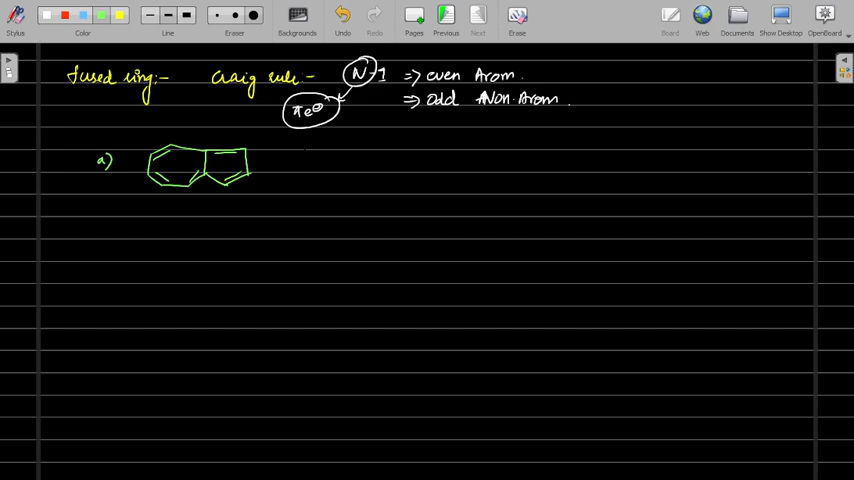 Stylus Color Line Eraser Backgrounds Undo Redo Pages Previous Next Erase Board Web Documents Show Desktop OpenBoard
fused ring:- Craig rule:- N-1 => even Arom.
πe⊖ => odd Non.Arom.
a)